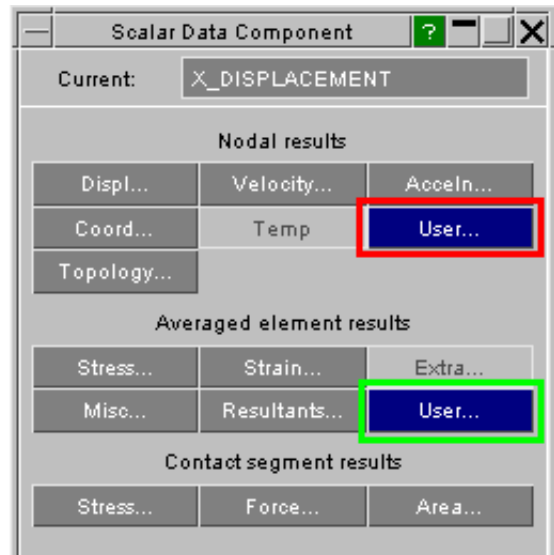 Scalar Data Component ?
Current: X_DISPLACEMENT
Nodal results
Displ... Velocity... Acceln...
Coord... Temp User...
Topology...
Averaged element results
Stress... Strain... Extra...
Misc... Resultants... User...
Contact segment results
Stress... Force... Area...